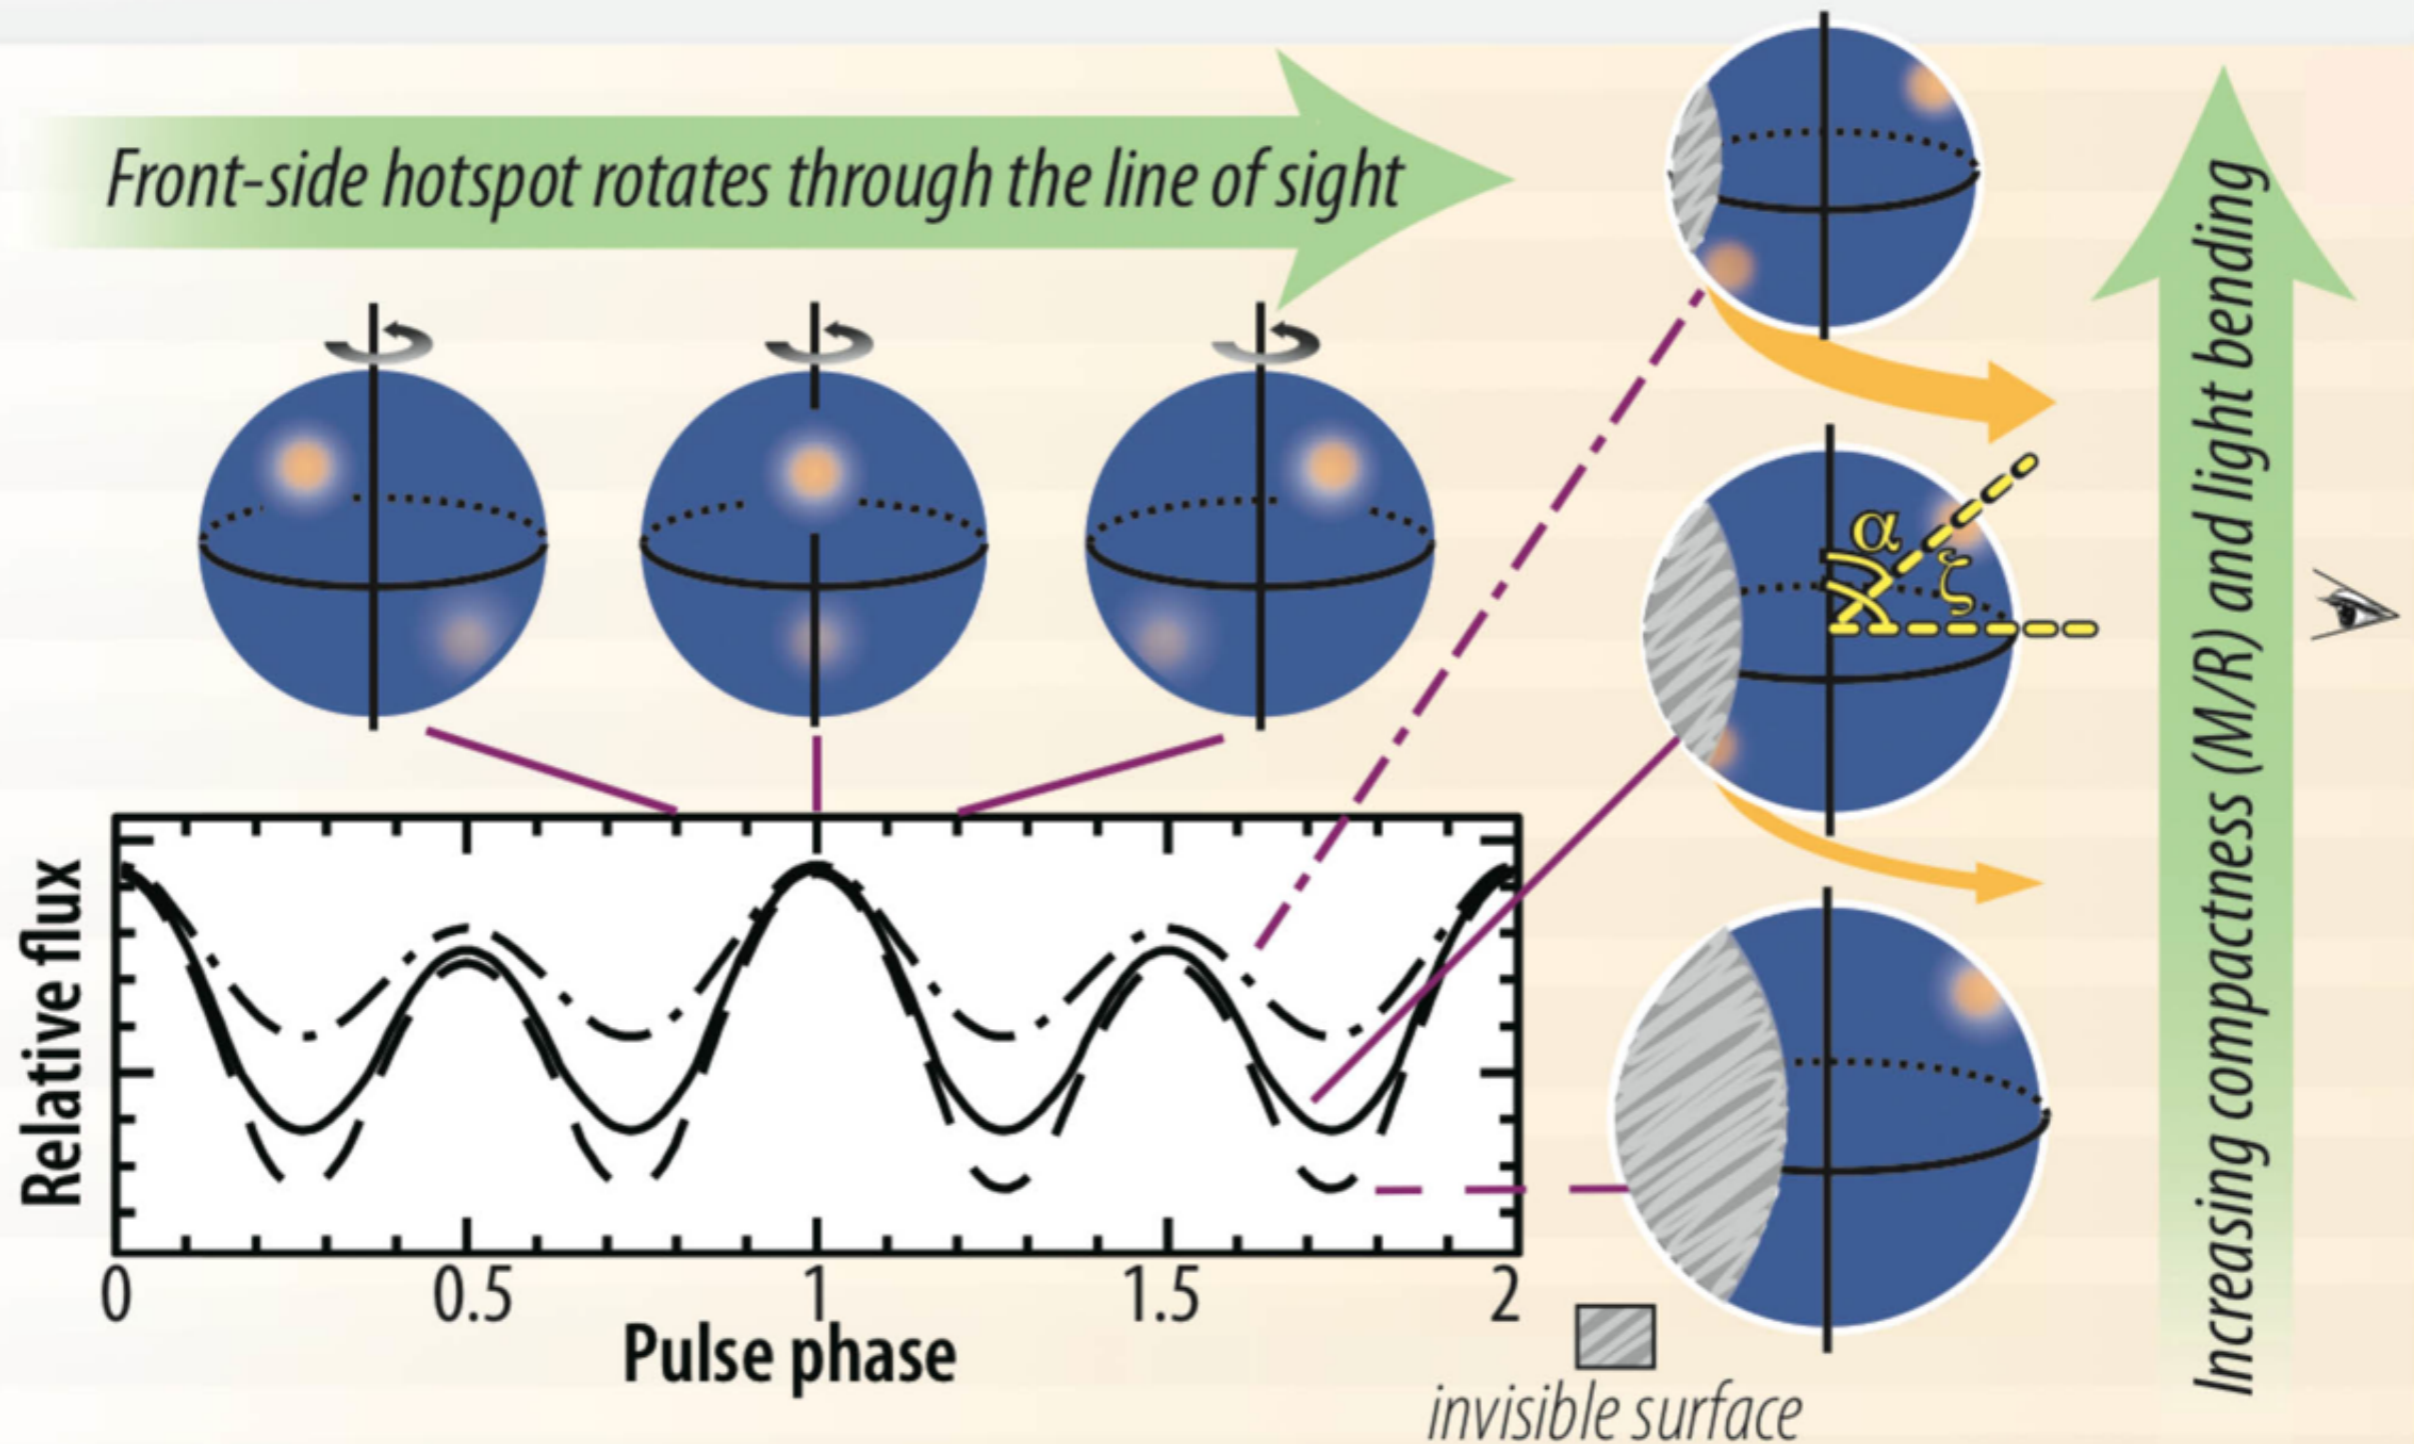 Front-side hotspot rotates through the line of sight
α
ζ
Increasing compactness (M/R) and light bending
Relative flux
0
0.5
1
1.5
2
Pulse phase
invisible surface